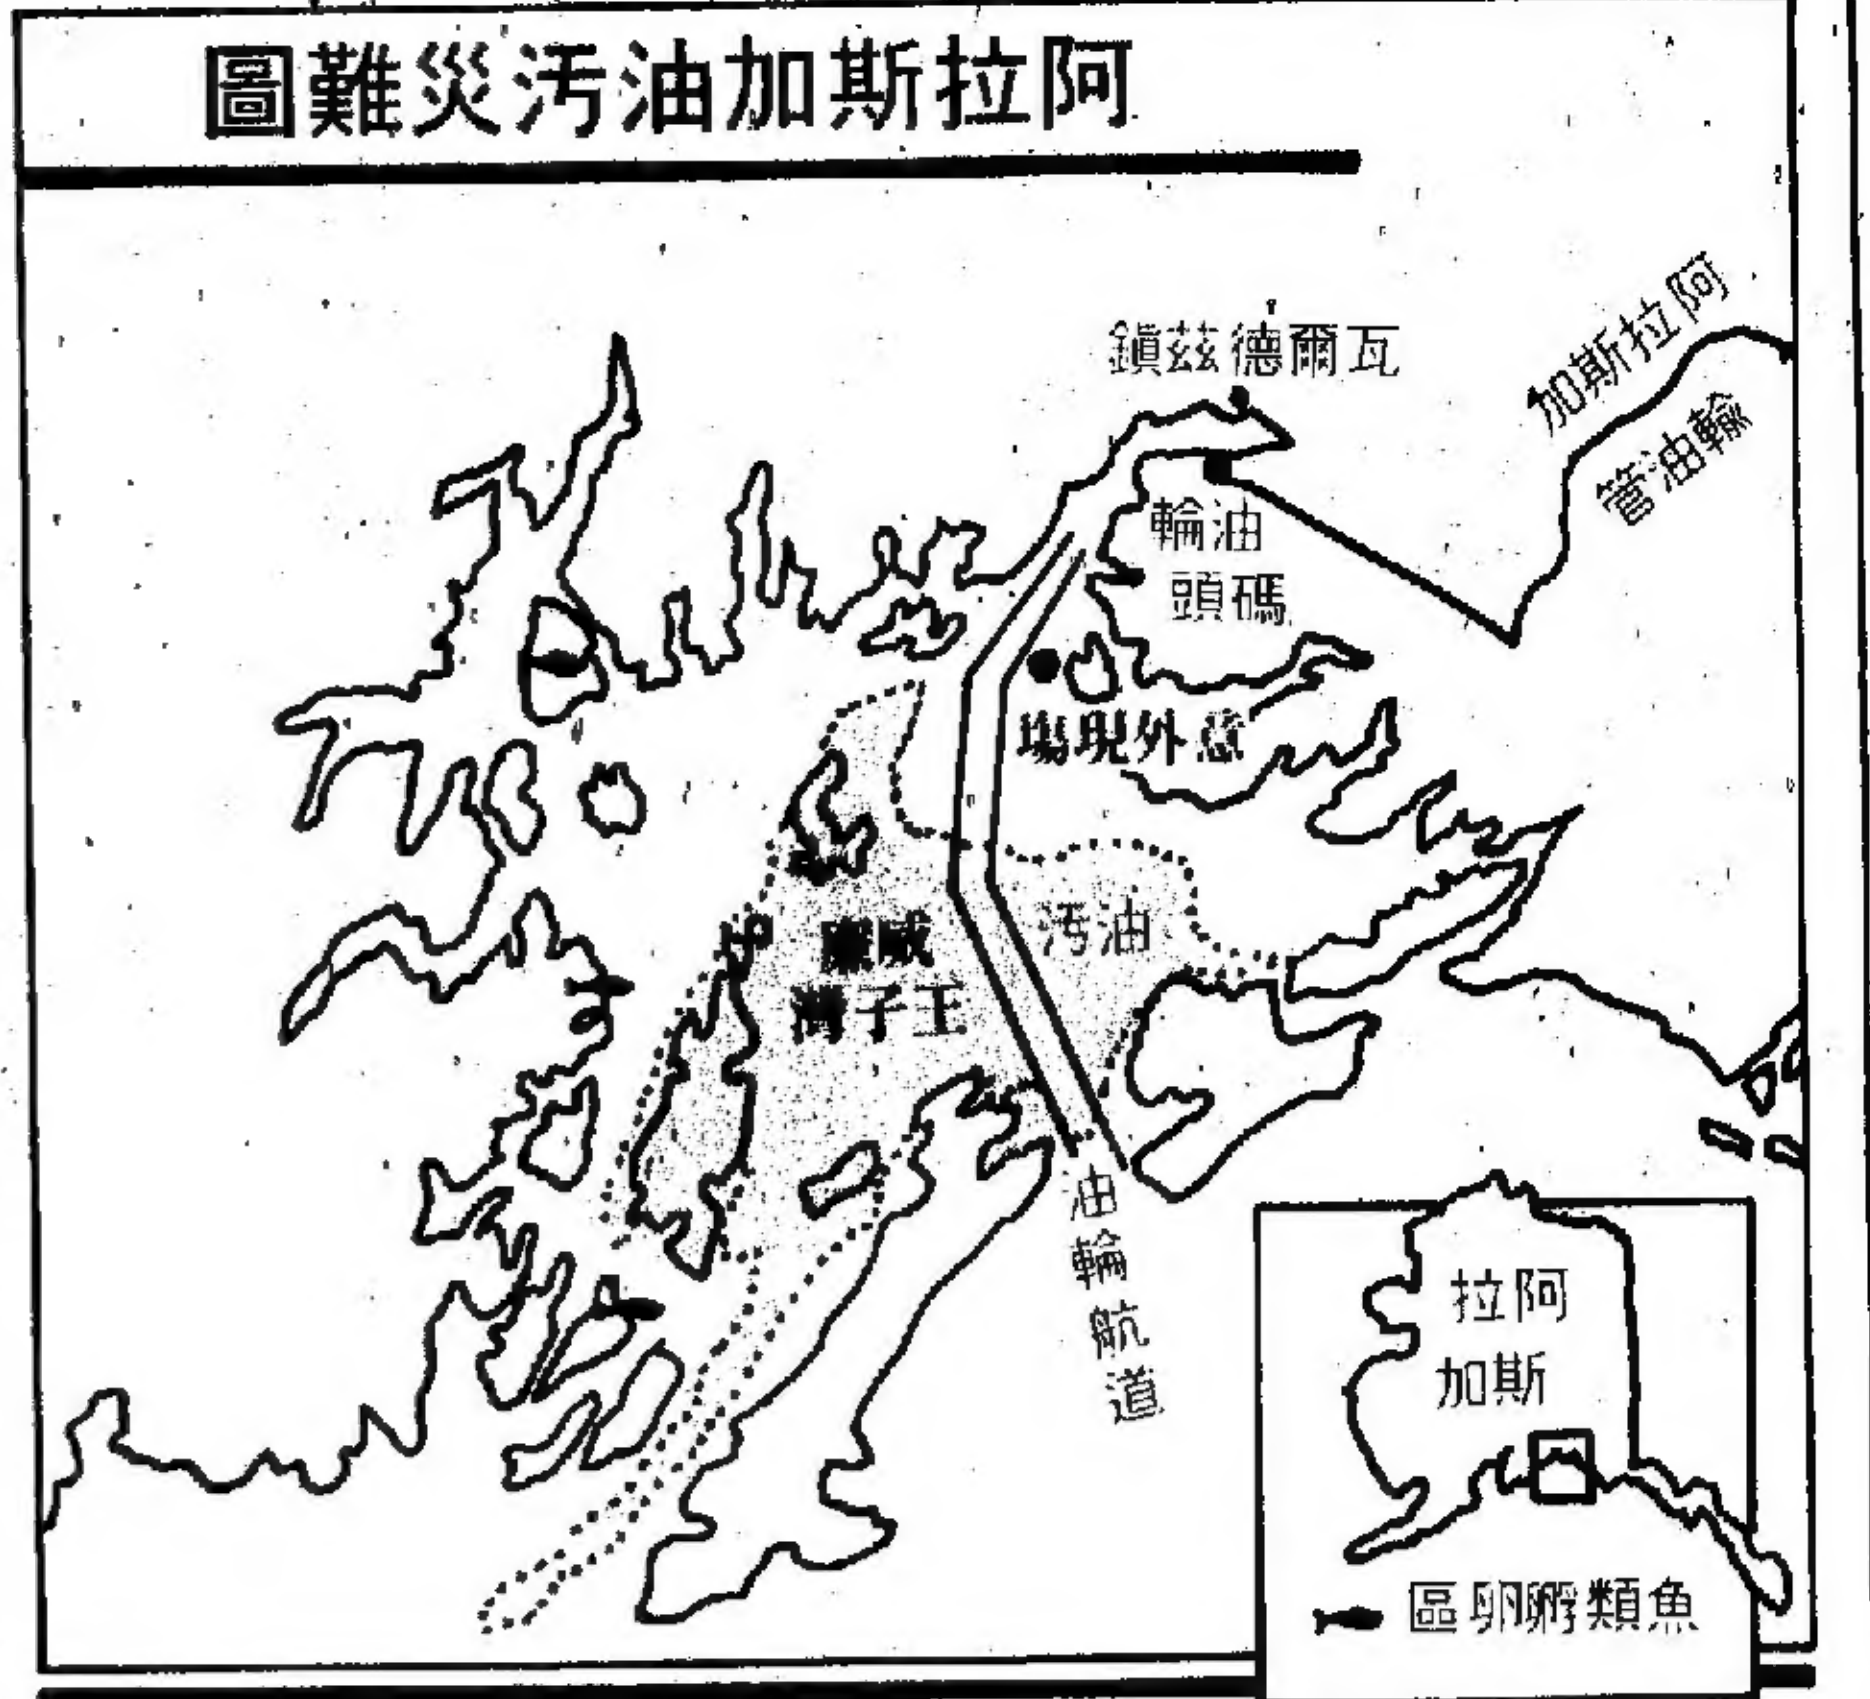 阿拉斯加油污災難圖
瓦爾德茲鎮
阿拉斯加
輸油管
油輪
碼頭
意外現場
油污
威廉
王子灣
油輪航道
阿拉
斯加
魚類孵卵區